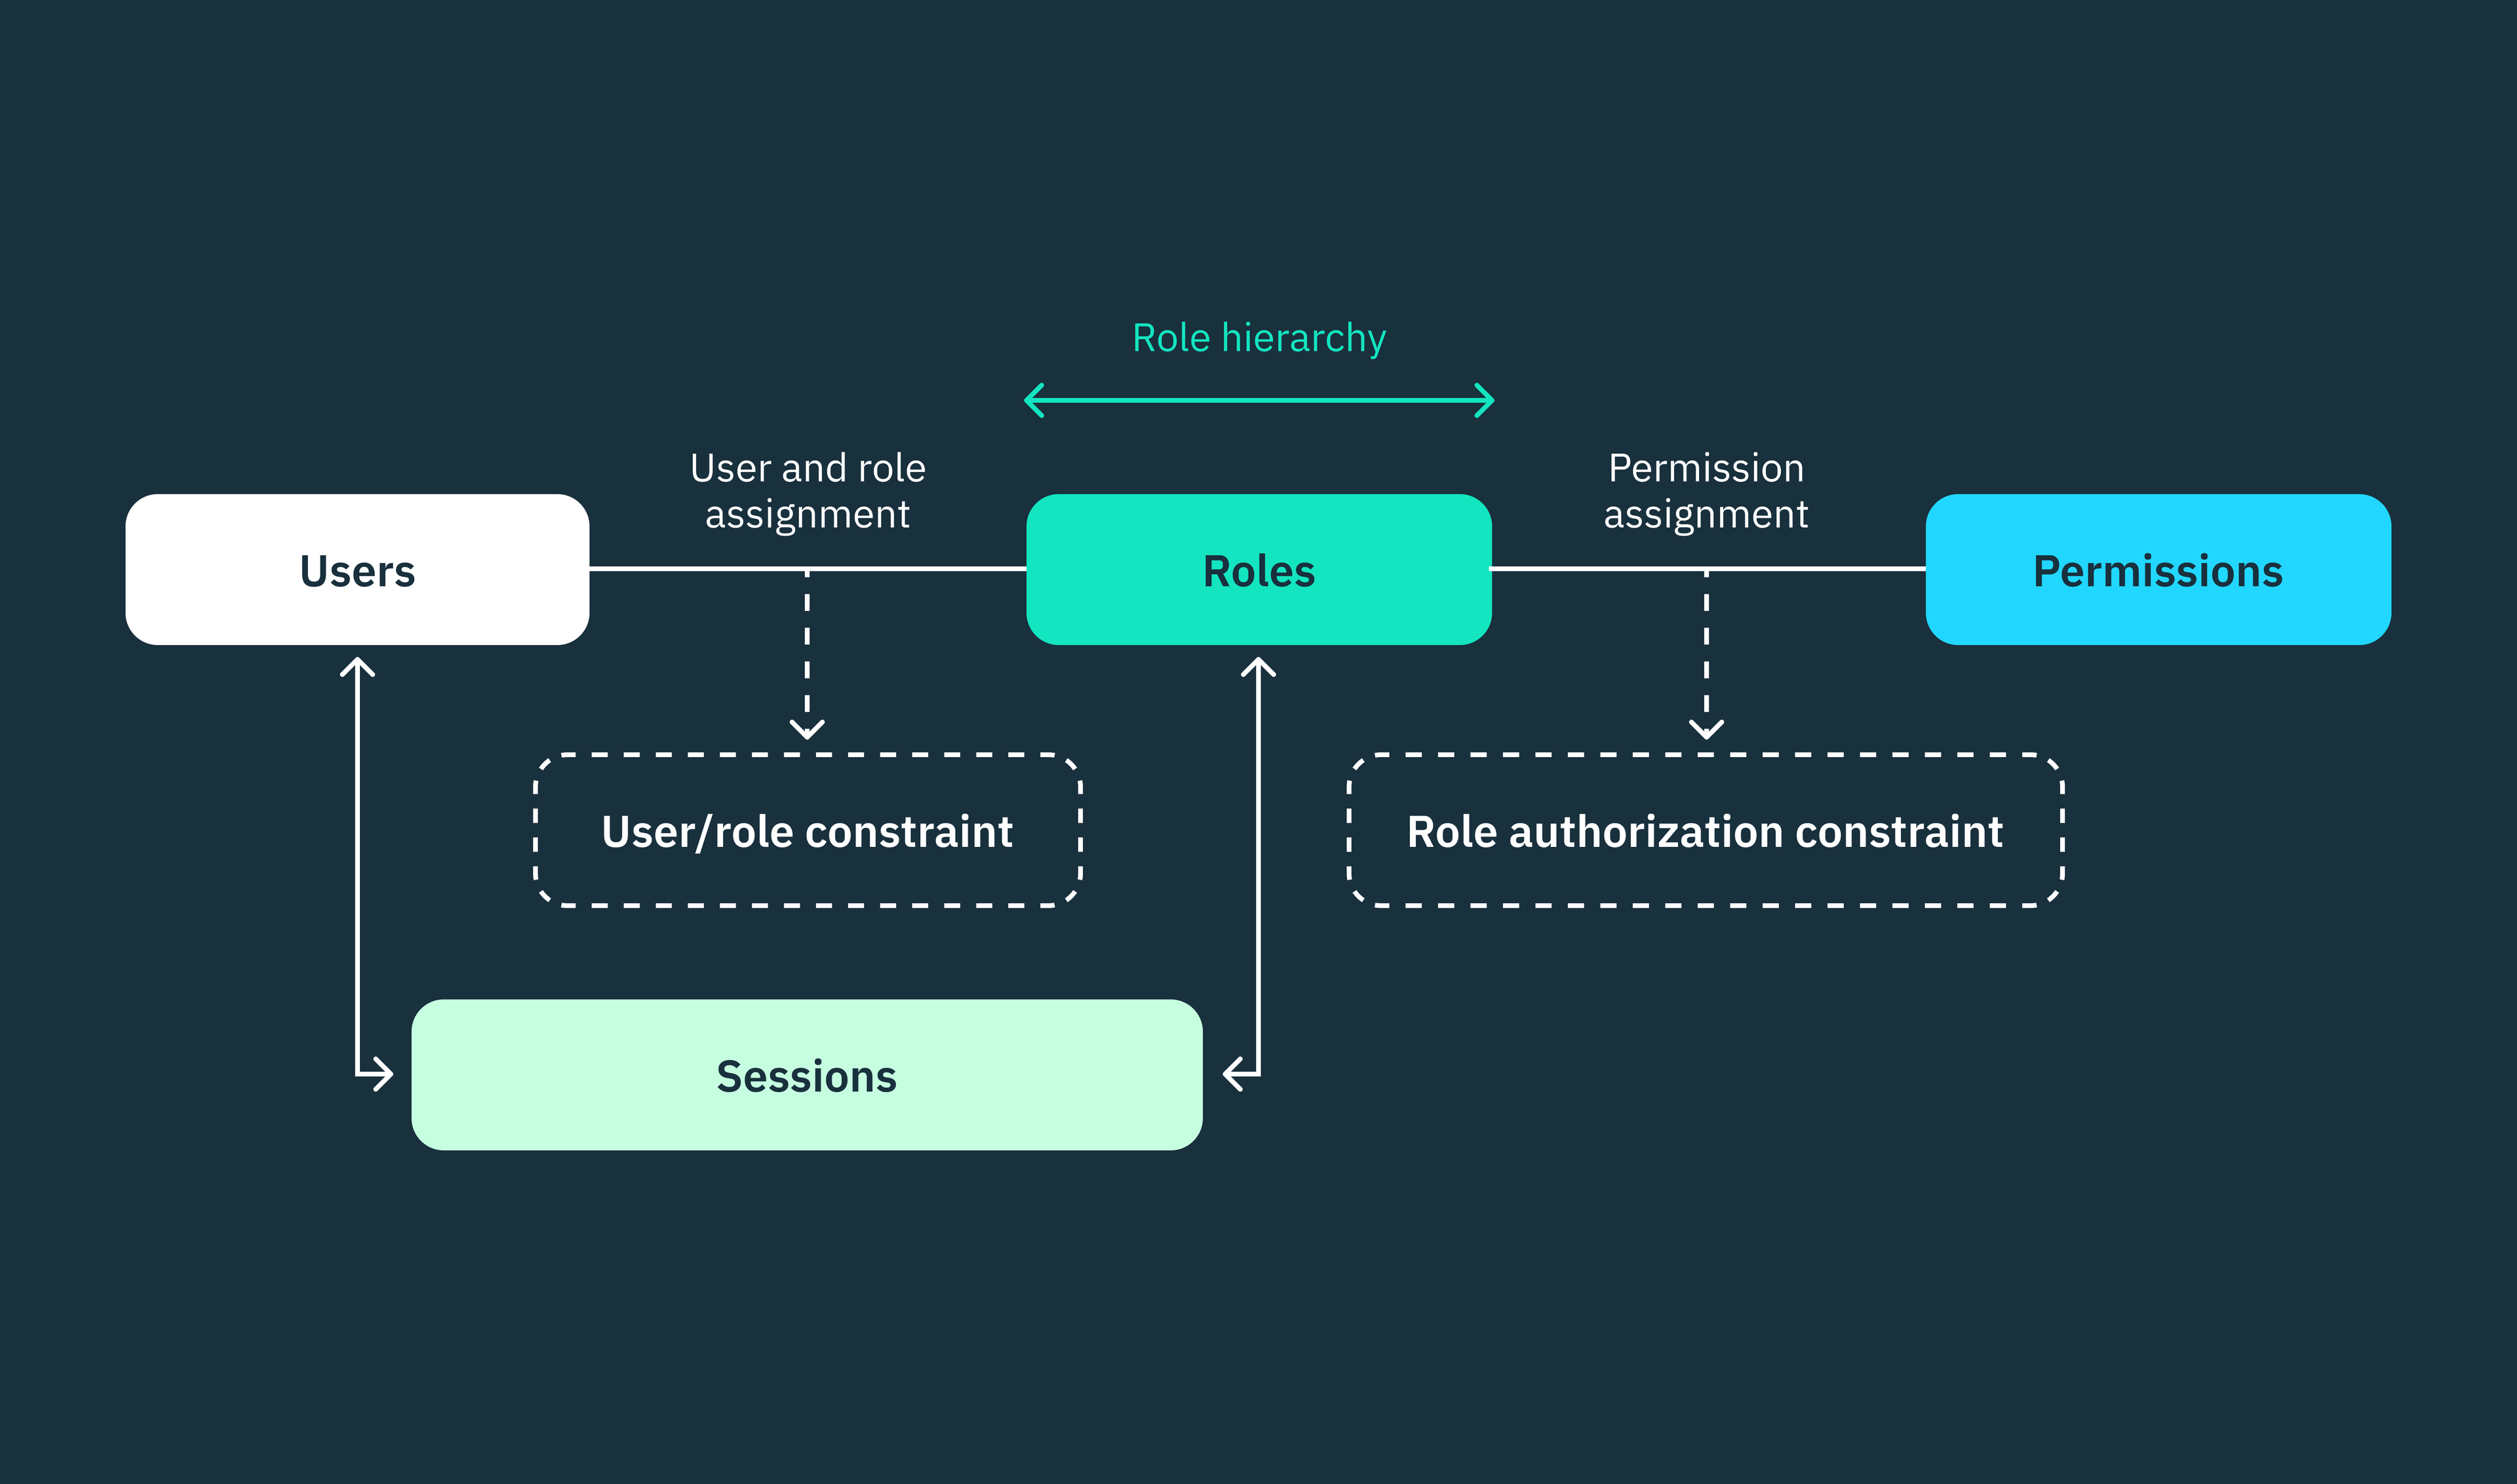 Role hierarchy
User and role
assignment
Permission
assignment
Users
Roles
Permissions
User/role constraint
Role authorization constraint
Sessions